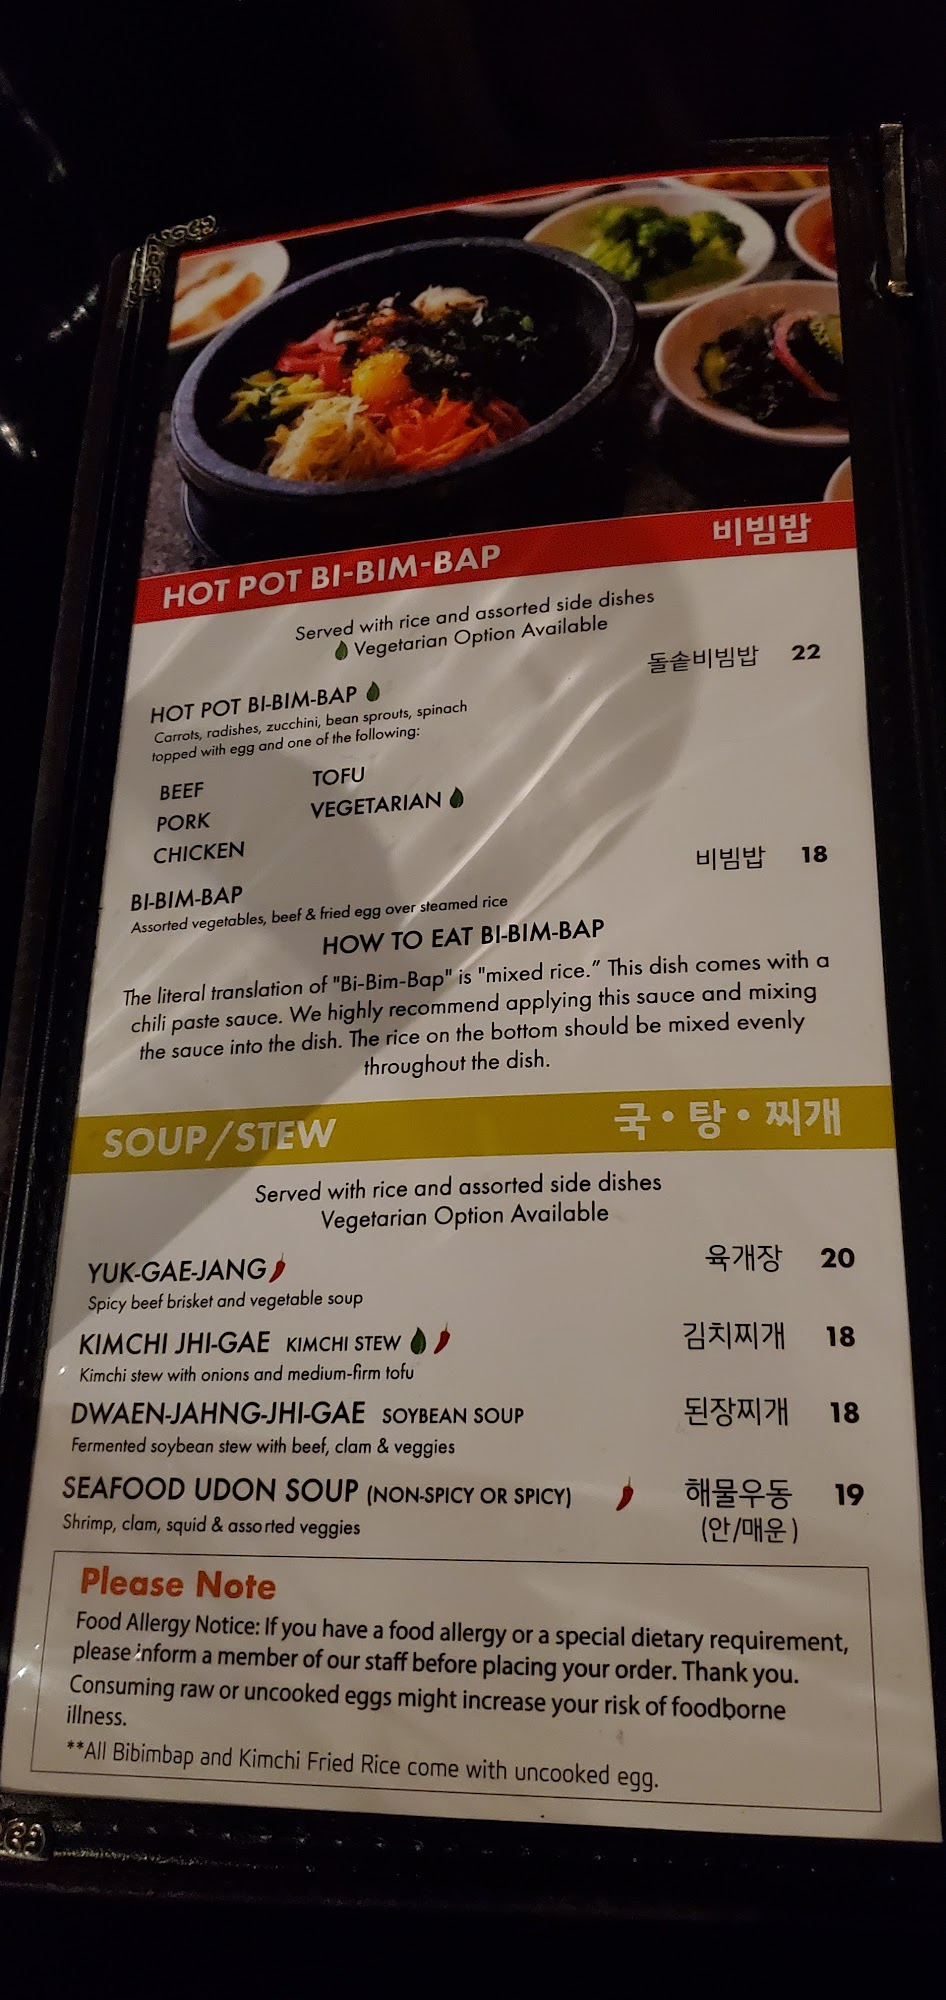 HOT POT BI-BIM-BAP 비빔밥
Served with rice and assorted side dishes
Vegetarian Option Available
HOT POT BI-BIM-BAP 돌솥비빔밥 22
Carrots, radishes, zucchini, bean sprouts, spinach
topped with egg and one of the following:
BEEF TOFU
PORK VEGETARIAN
CHICKEN
BI-BIM-BAP 비빔밥 18
Assorted vegetables, beef & fried egg over steamed rice
HOW TO EAT BI-BIM-BAP
The literal translation of "Bi-Bim-Bap" is "mixed rice.” This dish comes with a
chili paste sauce. We highly recommend applying this sauce and mixing
the sauce into the dish. The rice on the bottom should be mixed evenly
throughout the dish.
SOUP/STEW 국·탕·찌개
Served with rice and assorted side dishes
Vegetarian Option Available
YUK-GAE-JANG 육개장 20
Spicy beef brisket and vegetable soup
KIMCHI JHI-GAE KIMCHI STEW 김치찌개 18
Kimchi stew with onions and medium-firm tofu
DWAEN-JAHNG-JHI-GAE SOYBEAN SOUP 된장찌개 18
Fermented soybean stew with beef, clam & veggies
SEAFOOD UDON SOUP (NON-SPICY OR SPICY) 해물우동 19
Shrimp, clam, squid & assorted veggies (안/매운)
Please Note
Food Allergy Notice: If you have a food allergy or a special dietary requirement,
please inform a member of our staff before placing your order. Thank you.
Consuming raw or uncooked eggs might increase your risk of foodborne
illness.
**All Bibimbap and Kimchi Fried Rice come with uncooked egg.